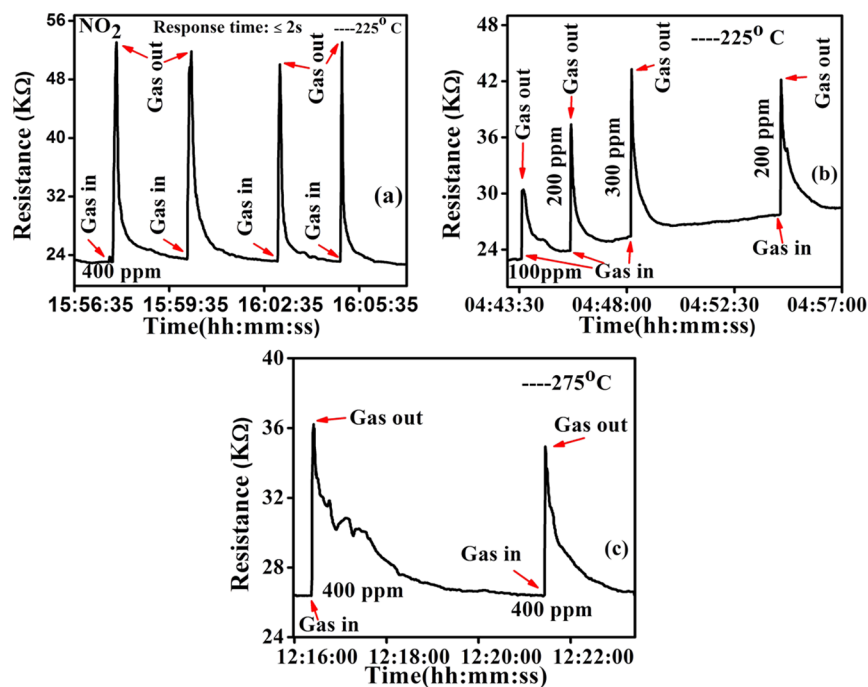 NO2 Response time: ≤ 2s ----225° C
Gas out Gas out
Gas in Gas in Gas in Gas in
400 ppm
(a)
56
48
40
32
24
Resistance (KΩ)
15:56:35 15:59:35 16:02:35 16:05:35
Time(hh:mm:ss)
----225° C
Gas out Gas out Gas out Gas out
200 ppm 300 ppm 200 ppm
100ppm Gas in Gas in
(b)
48
42
36
30
24
Resistance (KΩ)
04:43:30 04:48:00 04:52:30 04:57:00
Time(hh:mm:ss)
----275°C
Gas out Gas out
Gas in
400 ppm 400 ppm
Gas in
(c)
40
36
32
28
24
Resistance (KΩ)
12:16:00 12:18:00 12:20:00 12:22:00
Time(hh:mm:ss)